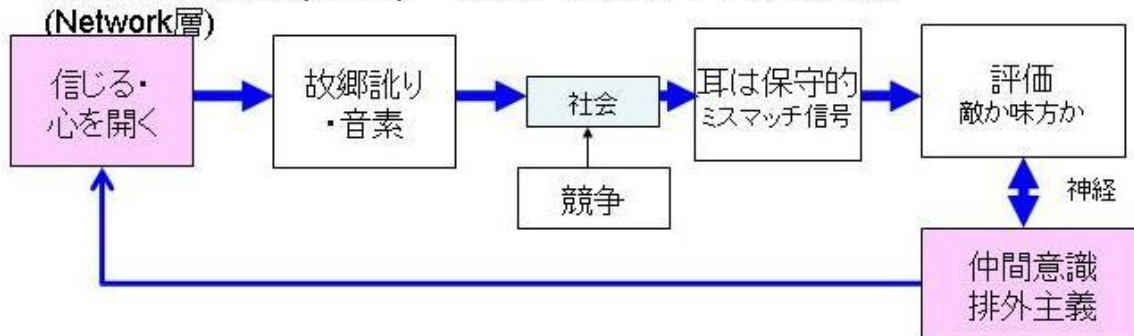 (Network層)
信じる・
心を開く
故郷訛り
・音素
社会
競争
耳は保守的
ミスマッチ信号
評価
敵か味方か
神経
仲間意識
排外主義